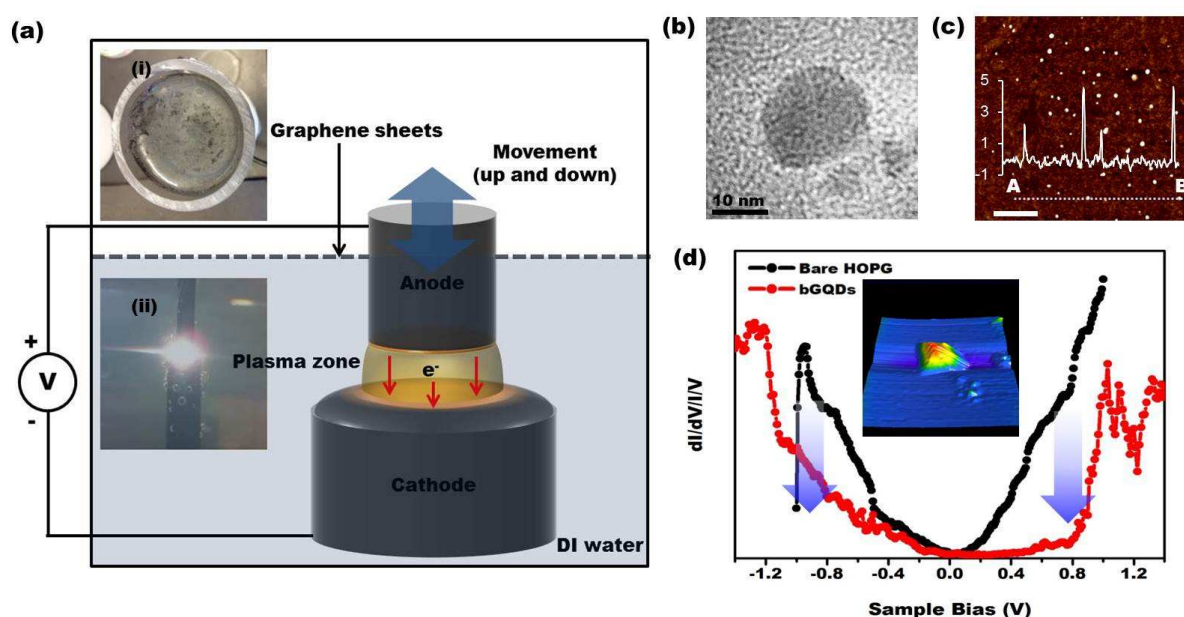 (a)
(i)
Graphene sheets
Movement
(up and down)
Anode
(ii)
+
V
-
Plasma zone
e-
Cathode
DI water
(b)
10 nm
(c)
5
3
1
-1
A
B
(d)
Bare HOPG
bGQDs
dI/dV/I/V
-1.2
-0.8
-0.4
0.0
0.4
0.8
1.2
Sample Bias (V)